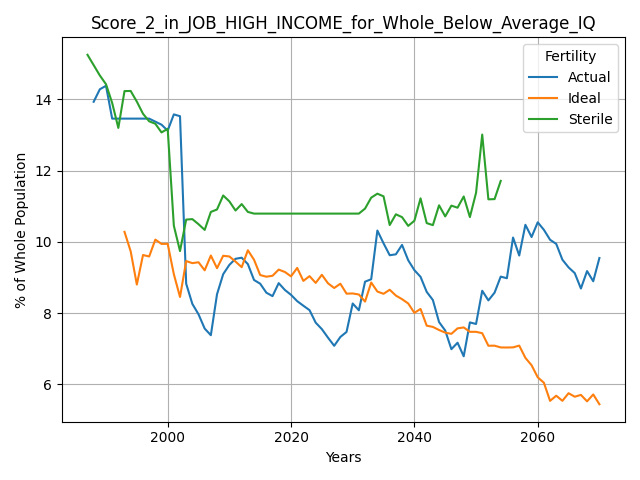 Score_2_in_JOB_HIGH_INCOME_for_Whole_Below_Average_IQ
Fertility
Actual
Ideal
Sterile
% of Whole Population
14
12
10
8
6
2000
2020
2040
2060
Years